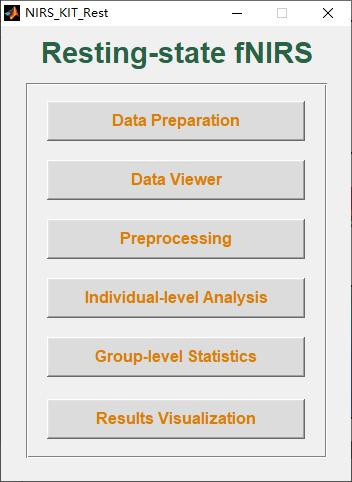 NIRS_KIT_Rest
Resting-state fNIRS
Data Preparation
Data Viewer
Preprocessing
Individual-level Analysis
Group-level Statistics
Results Visualization